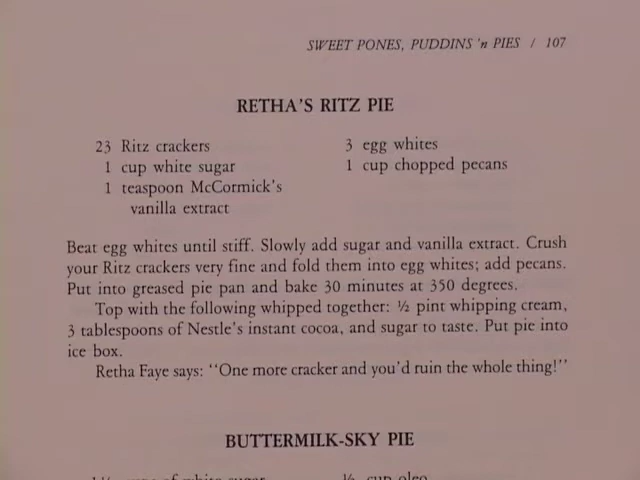 SWEET PONES, PUDDINS 'n PIES / 107
RETHA'S RITZ PIE
23 Ritz crackers
1 cup white sugar
1 teaspoon McCormick's
vanilla extract
3 egg whites
1 cup chopped pecans
Beat egg whites until stiff. Slowly add sugar and vanilla extract. Crush
your Ritz crackers very fine and fold them into egg whites; add pecans.
Put into greased pie pan and bake 30 minutes at 350 degrees.
Top with the following whipped together: ½ pint whipping cream,
3 tablespoons of Nestle's instant cocoa, and sugar to taste. Put pie into
ice box.
Retha Faye says: "One more cracker and you'd ruin the whole thing!"
BUTTERMILK-SKY PIE
of white sugar
½ cup oleo